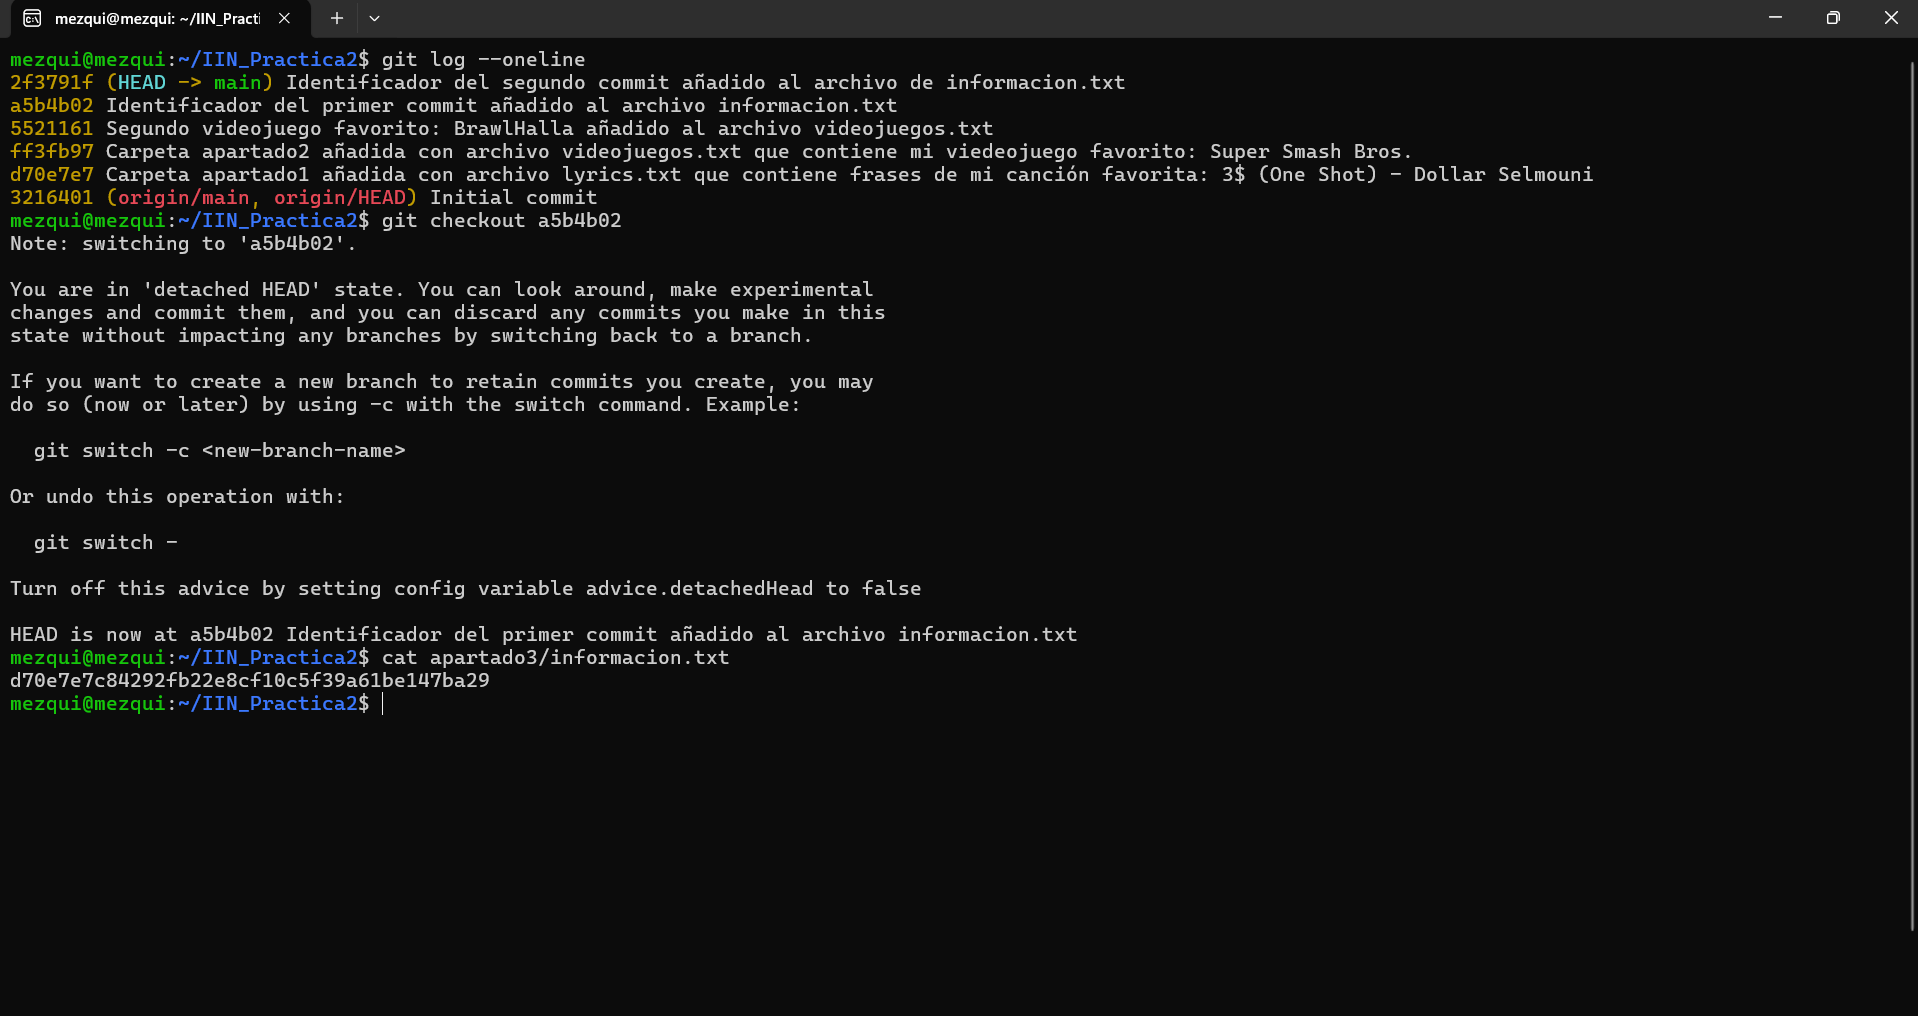 mezqui@mezqui: ~/IIN_Practi
mezqui@mezqui:~/IIN_Practica2$ git log --oneline
2f3791f (HEAD -> main) Identificador del segundo commit añadido al archivo de informacion.txt
a5b4b02 Identificador del primer commit añadido al archivo informacion.txt
5521161 Segundo videojuego favorito: BrawlHalla añadido al archivo videojuegos.txt
ff3fb97 Carpeta apartado2 añadida con archivo videojuegos.txt que contiene mi viedeojuego favorito: Super Smash Bros.
d70e7e7 Carpeta apartado1 añadida con archivo lyrics.txt que contiene frases de mi canción favorita: 3$ (One Shot) - Dollar Selmouni
3216401 (origin/main, origin/HEAD) Initial commit
mezqui@mezqui:~/IIN_Practica2$ git checkout a5b4b02
Note: switching to 'a5b4b02'.
You are in 'detached HEAD' state. You can look around, make experimental
changes and commit them, and you can discard any commits you make in this
state without impacting any branches by switching back to a branch.
If you want to create a new branch to retain commits you create, you may
do so (now or later) by using -c with the switch command. Example:
git switch -c <new-branch-name>
Or undo this operation with:
git switch -
Turn off this advice by setting config variable advice.detachedHead to false
HEAD is now at a5b4b02 Identificador del primer commit añadido al archivo informacion.txt
mezqui@mezqui:~/IIN_Practica2$ cat apartado3/informacion.txt
d70e7e7c84292fb22e8cf10c5f39a61be147ba29
mezqui@mezqui:~/IIN_Practica2$